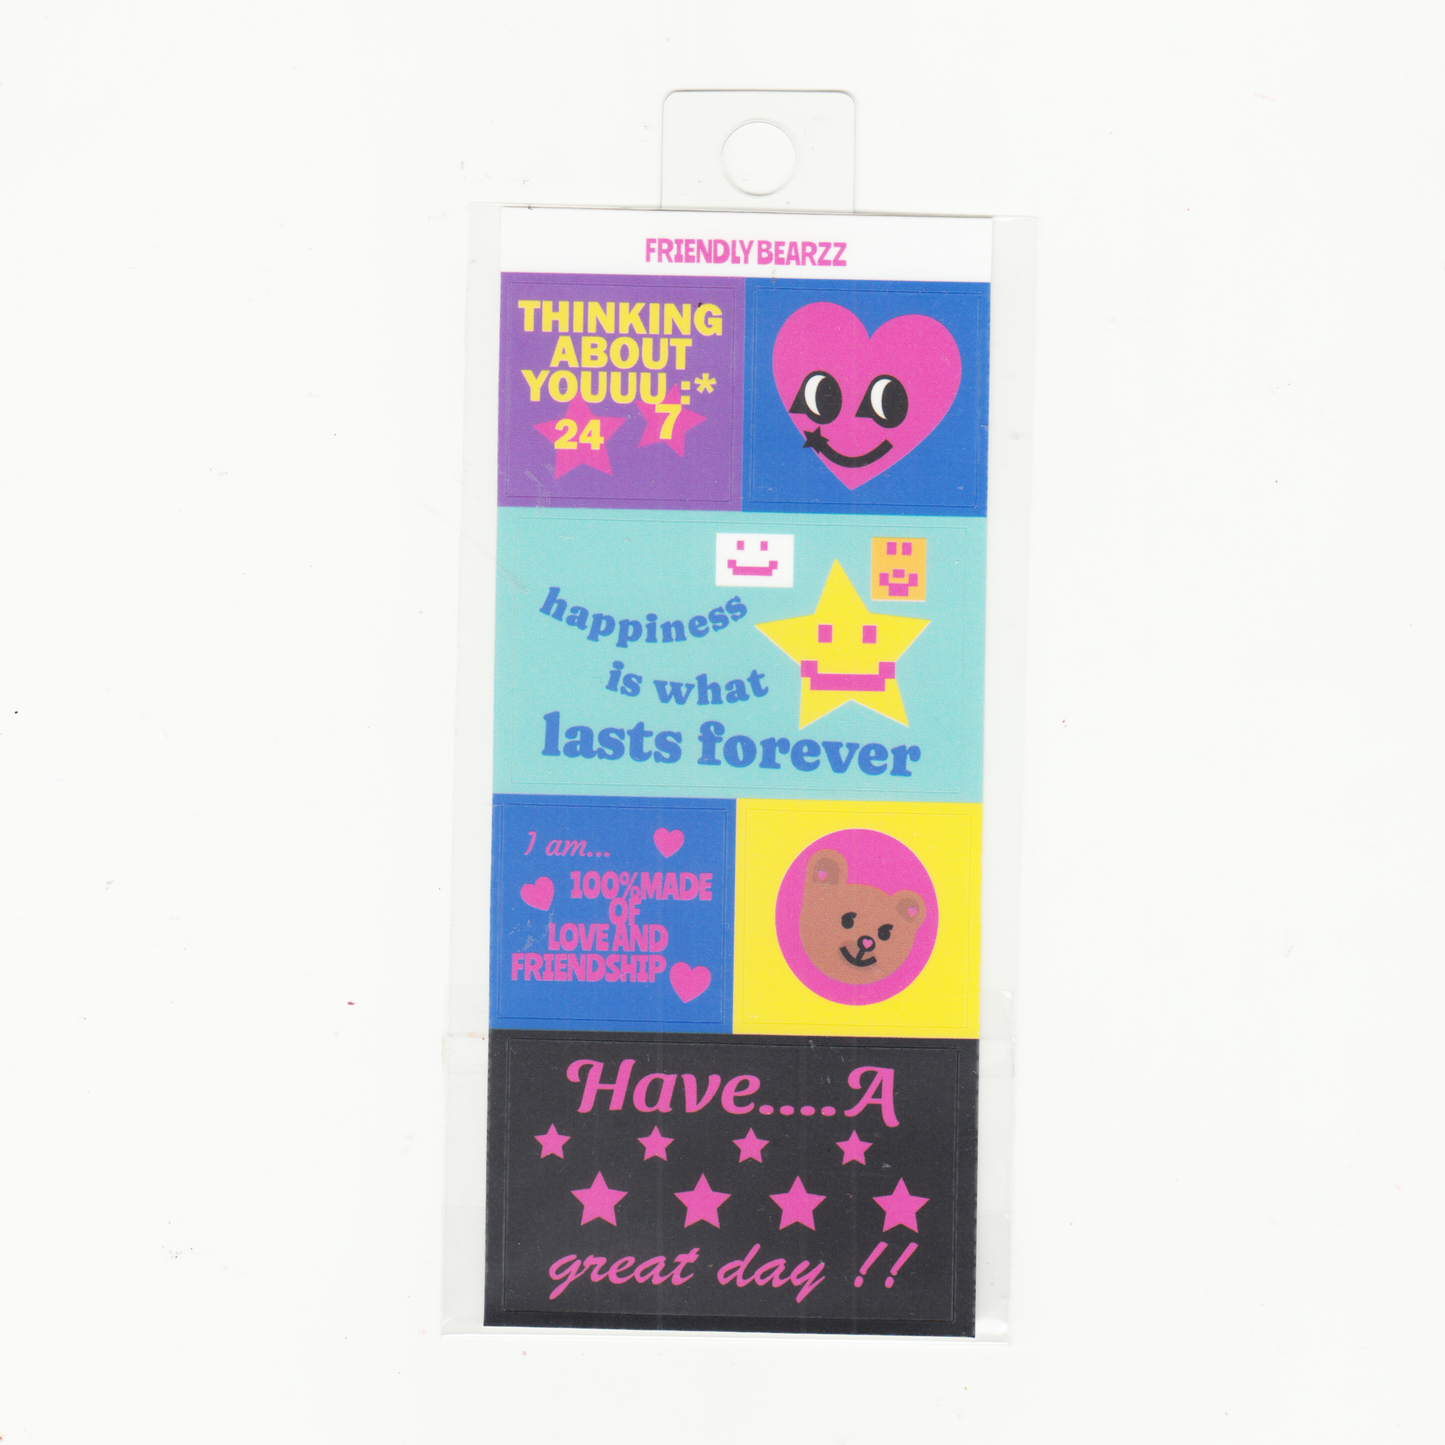 FRIENDLY BEARZZ
THINKING
ABOUT
YOUUU :*
24 7
happiness
is what
lasts forever
I am...
100% MADE
OF
LOVE AND
FRIENDSHIP
Have....A
great day !!